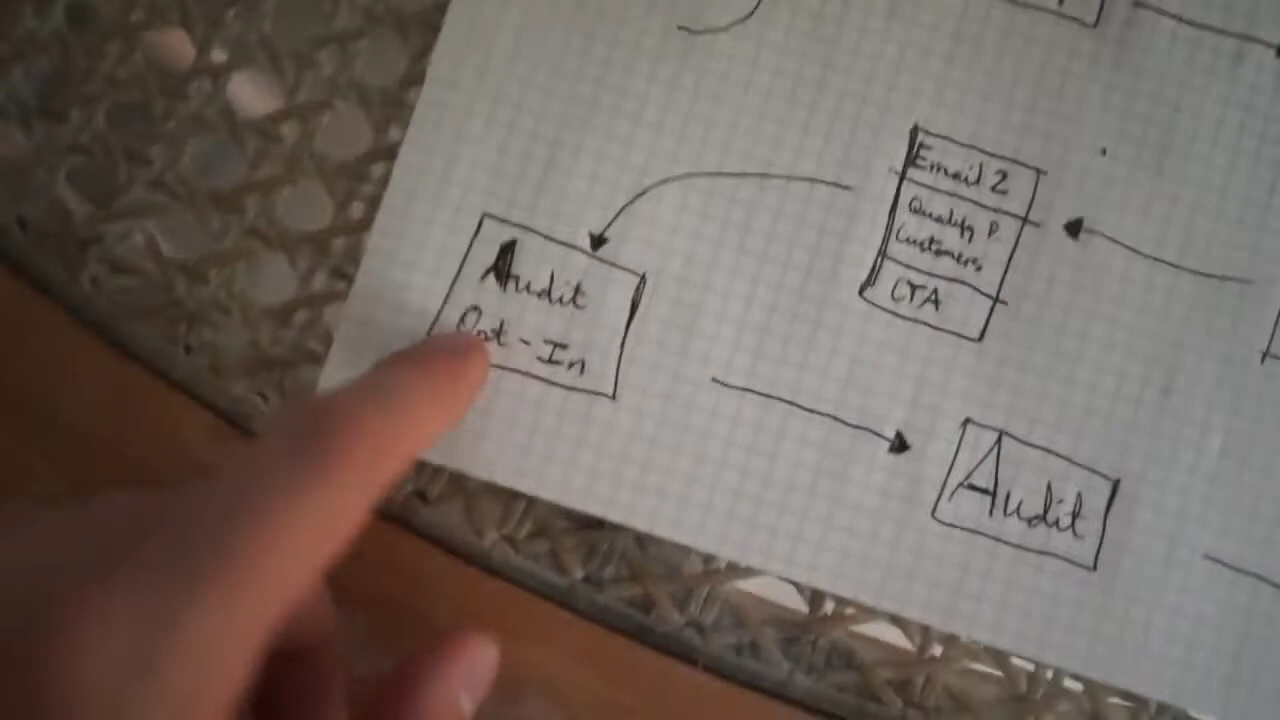 Email 2
Qualify P.
Customers
CTA
Audit
Opt-In
Audit